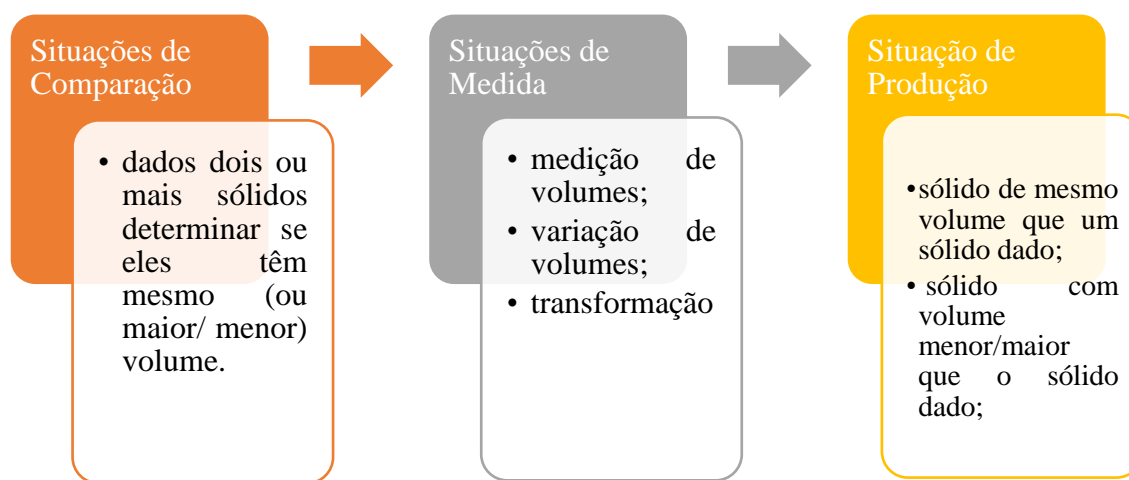 Situações de
Comparação
• dados dois ou
mais sólidos
determinar se
eles têm
mesmo (ou
maior/ menor)
volume.
Situações de
Medida
• medição de
volumes;
• variação de
volumes;
• transformação
Situação de
Produção
•sólido de mesmo
volume que um
sólido dado;
• sólido com
volume
menor/maior
que o sólido
dado;